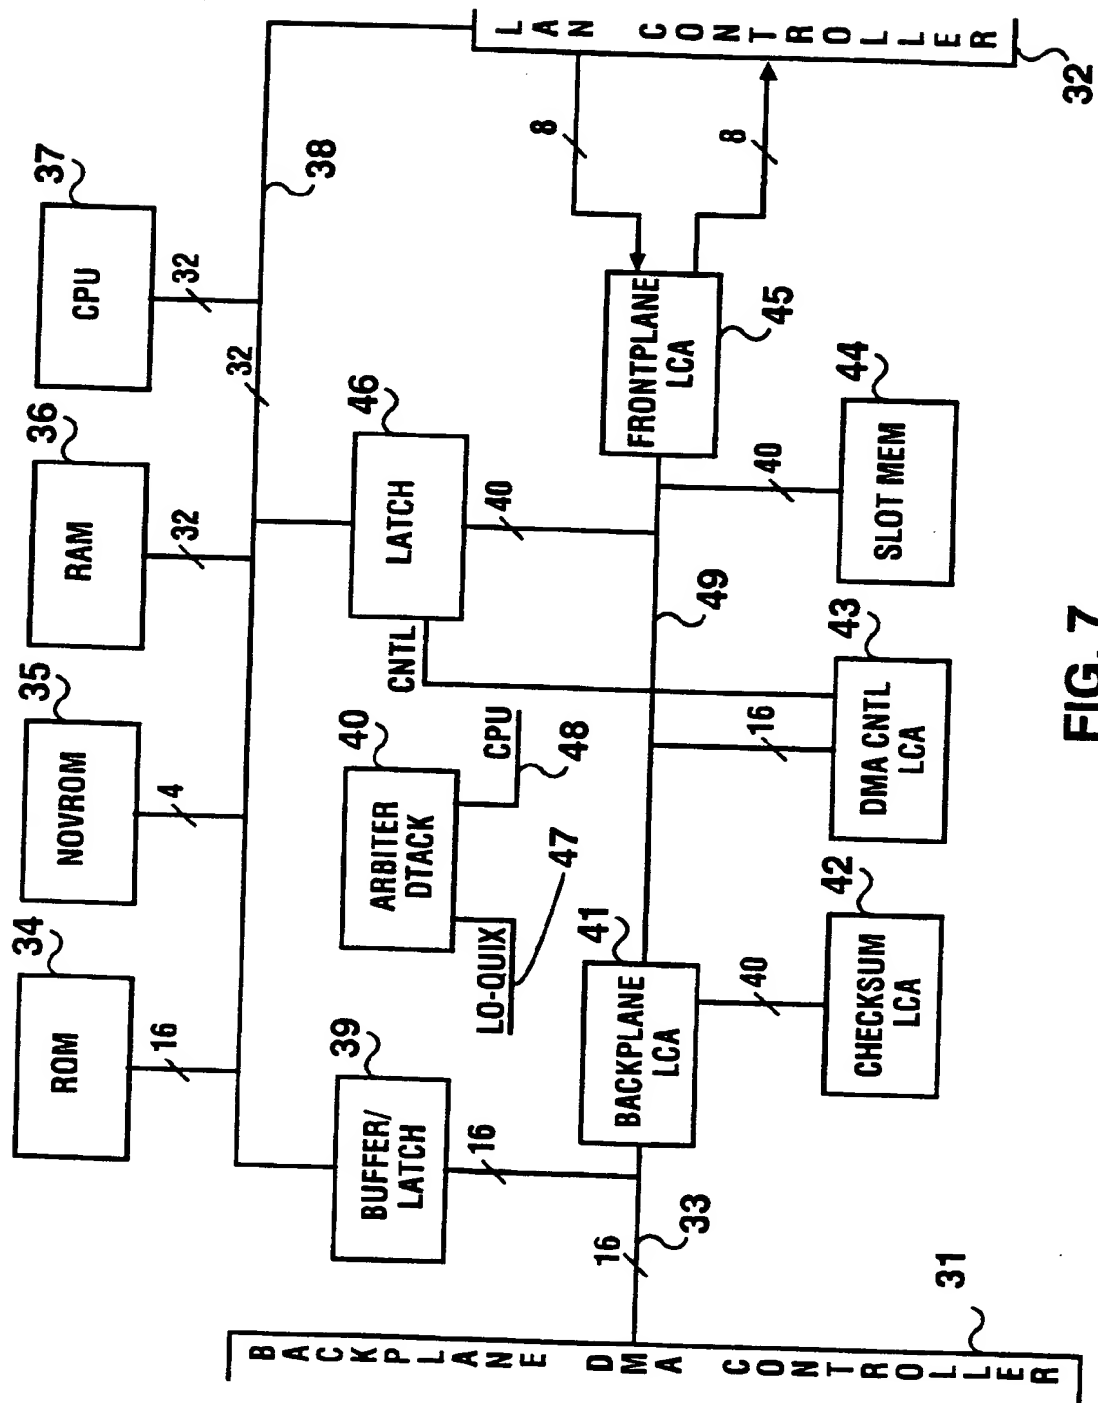 34
ROM
16
35
NOVROM
4
36
RAM
32
37
CPU
32
32
38
39
BUFFER/
LATCH
16
40
ARBITER
DTACK
LO-QUIX
47
CPU
48
46
LATCH
CNTL
40
BACKPLANE DMA CONTROLLER
31
16
33
41
BACKPLANE
LCA
49
45
FRONTPLANE
LCA
8
8
LAN CONTROLLER
32
40
42
CHECKSUM
LCA
16
43
DMA CNTL
LCA
40
44
SLOT MEM
FIG. 7